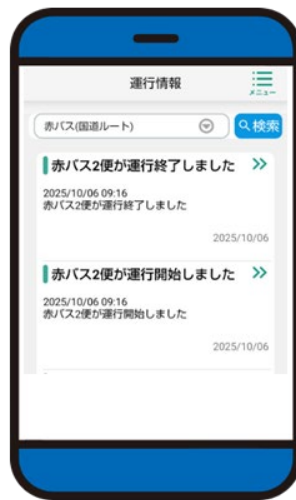 運行情報
メニュー
赤バス(国道ルート)
検索
赤バス2便が運行終了しました
2025/10/06 09:16
赤バス2便が運行終了しました
2025/10/06
赤バス2便が運行開始しました
2025/10/06 09:16
赤バス2便が運行開始しました
2025/10/06